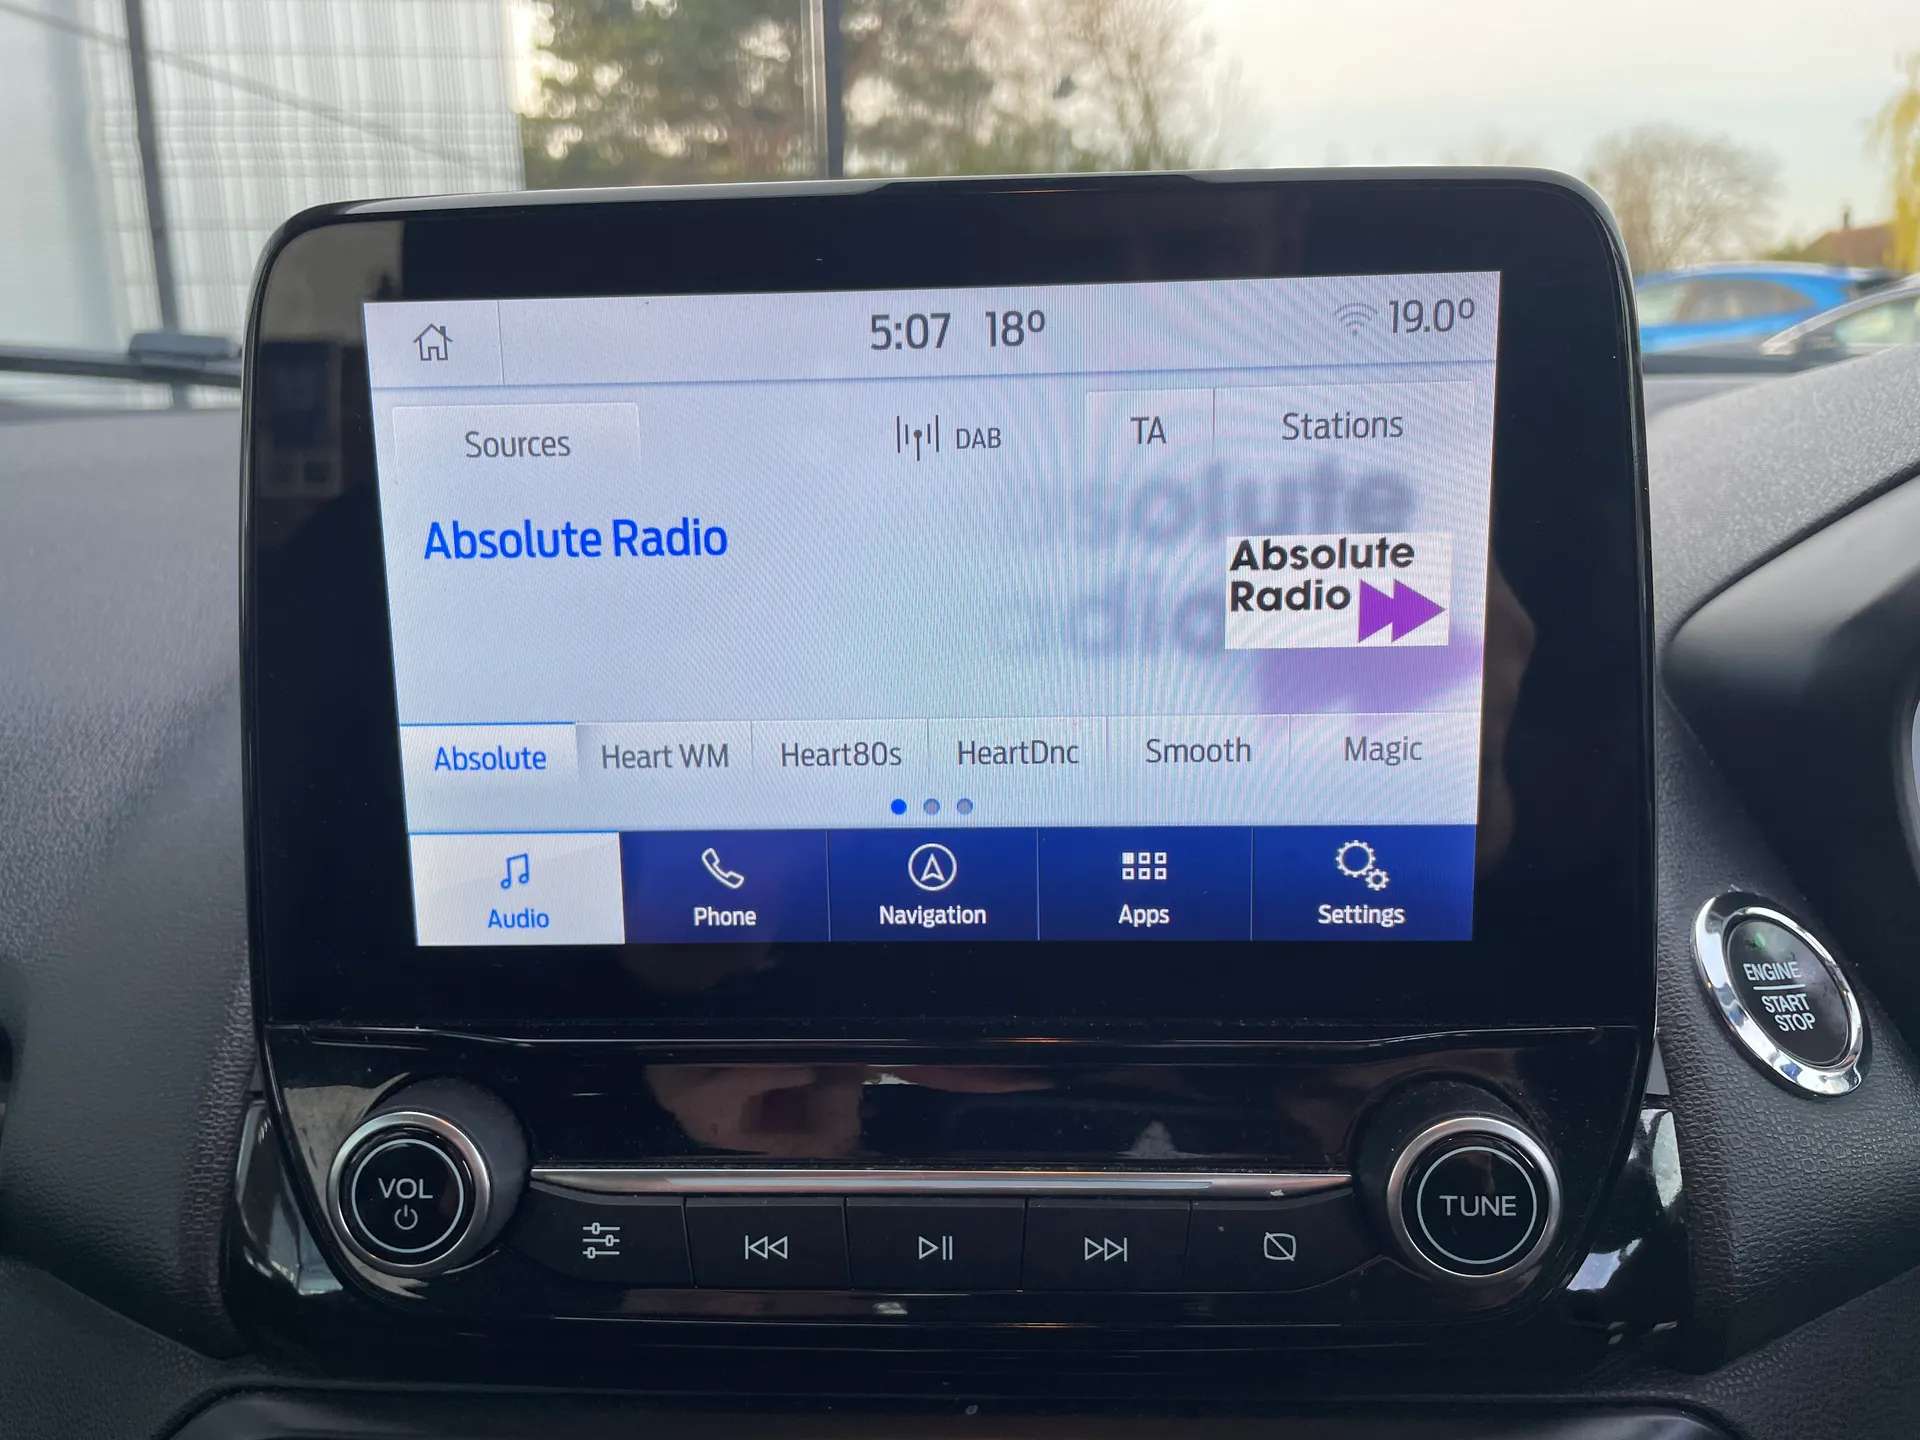 5:07 18° 19.0°
Sources DAB TA Stations
Absolute Radio
Absolute
Radio
Absolute Heart WM Heart80s HeartDnc Smooth Magic
Audio Phone Navigation Apps Settings
ENGINE
START
STOP
VOL
TUNE